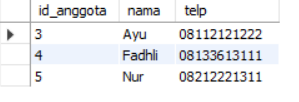 id_anggota nama telp
3 Ayu 08112121222
4 Fadhli 08133613111
5 Nur 08212221311